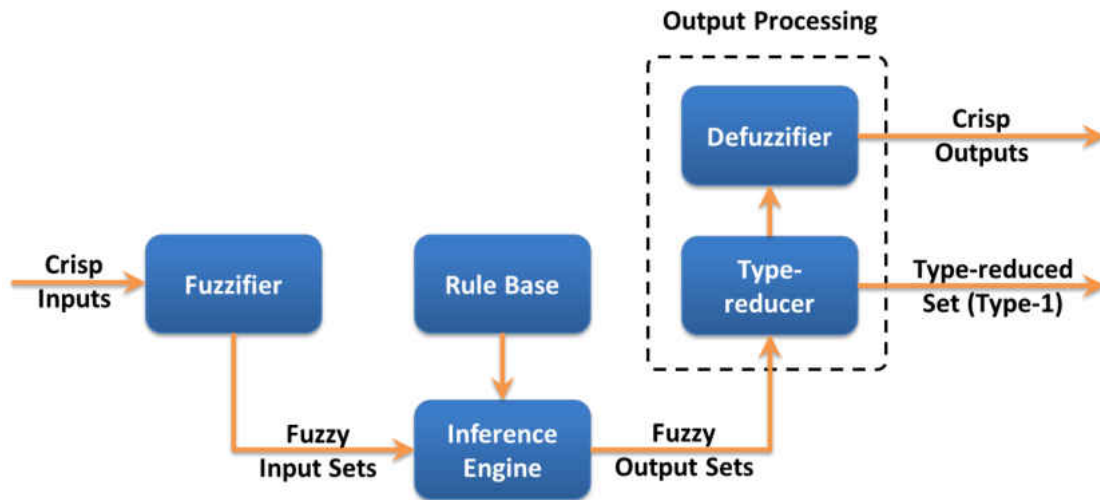 Output Processing
Defuzzifier
Crisp
Outputs
Crisp
Inputs
Fuzzifier
Rule Base
Type-
reducer
Type-reduced
Set (Type-1)
Fuzzy
Input Sets
Inference
Engine
Fuzzy
Output Sets